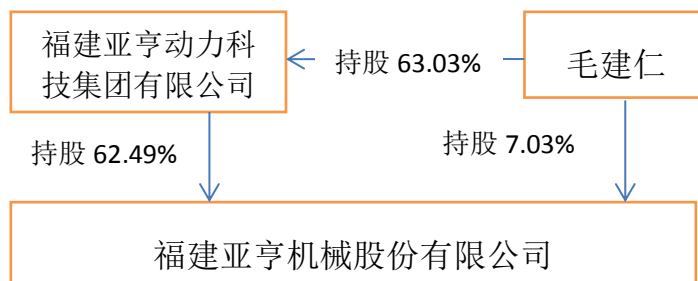 福建亚亨动力科
技集团有限公司
持股 63.03%
毛建仁
持股 62.49%
持股 7.03%
福建亚亨机械股份有限公司